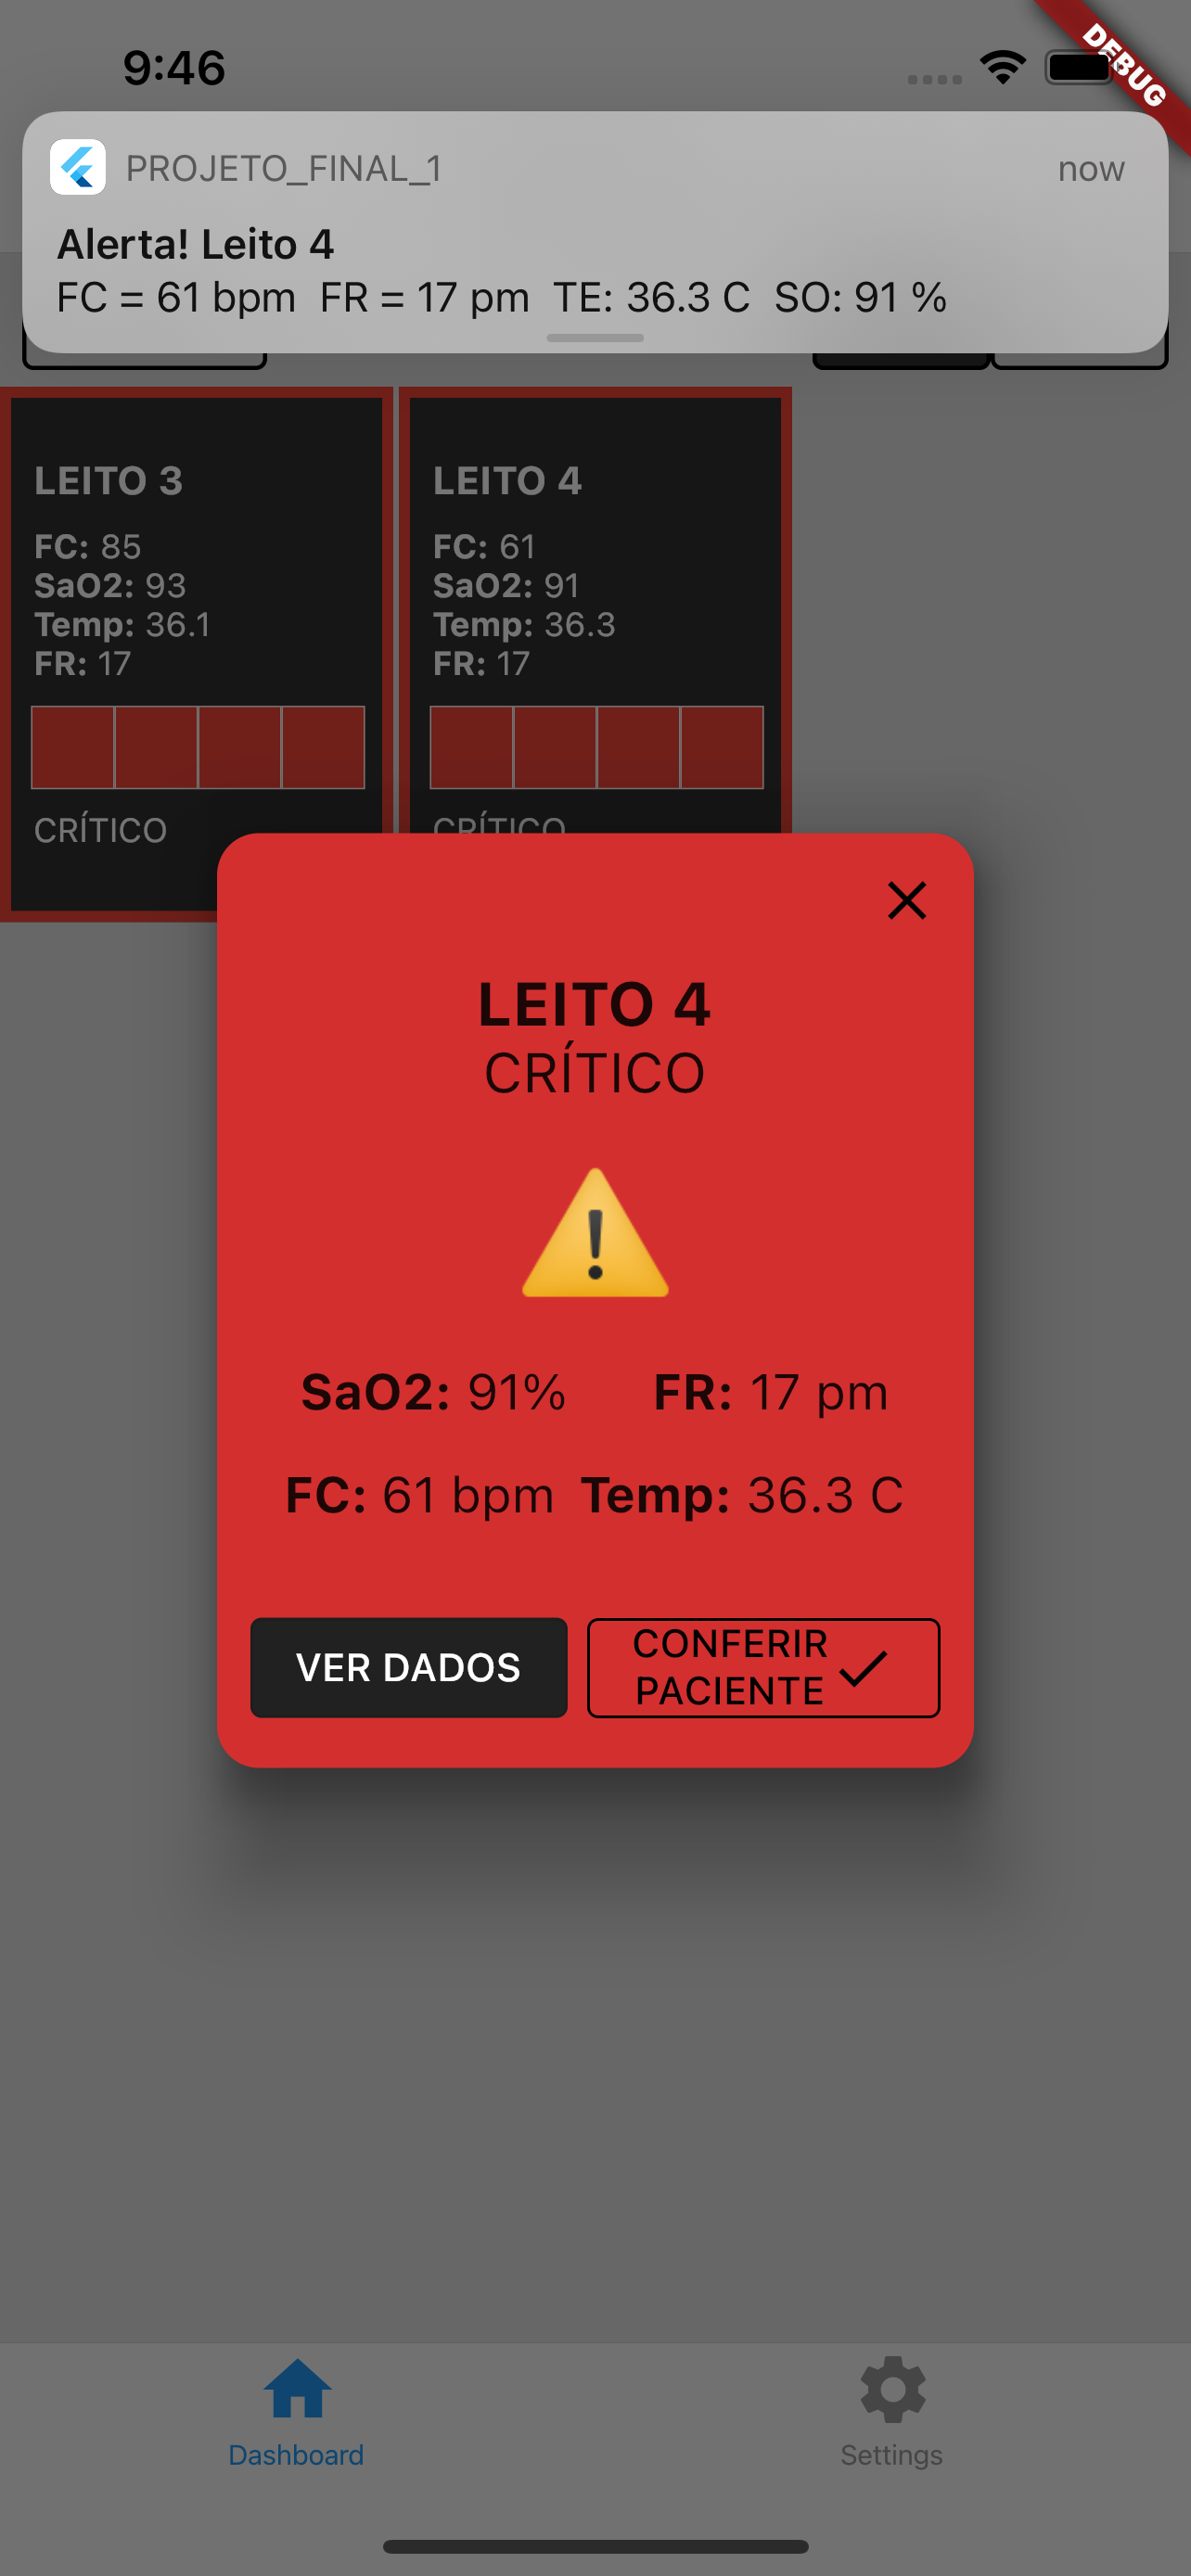 9:46
DEBUG
PROJETO_FINAL_1 now
Alerta! Leito 4
FC = 61 bpm FR = 17 pm TE: 36.3 C SO: 91 %
LEITO 3
FC: 85
SaO2: 93
Temp: 36.1
FR: 17
CRÍTICO
LEITO 4
FC: 61
SaO2: 91
Temp: 36.3
FR: 17
CRÍTICO
LEITO 4
CRÍTICO
SaO2: 91% FR: 17 pm
FC: 61 bpm Temp: 36.3 C
VER DADOS
CONFERIR
PACIENTE
Dashboard
Settings